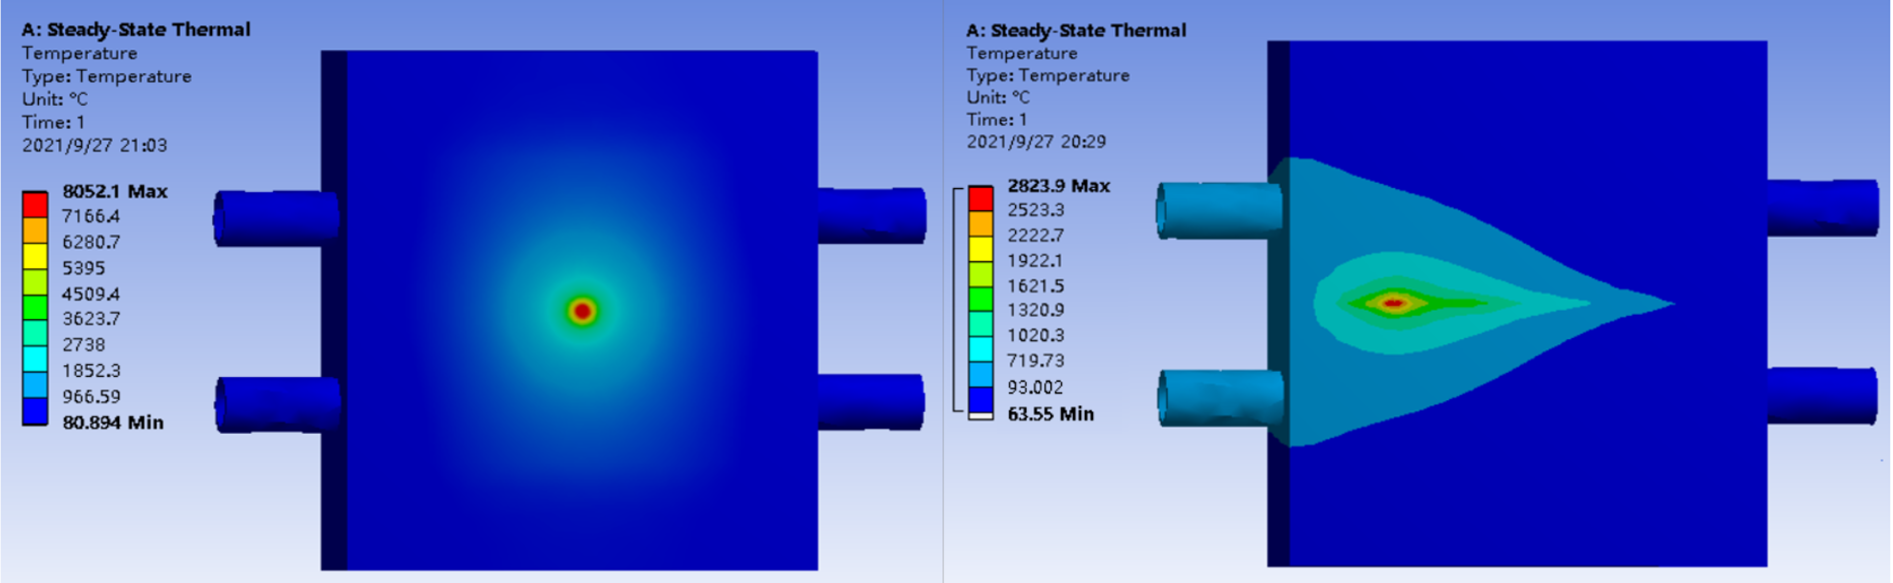 A: Steady-State Thermal
Temperature
Type: Temperature
Unit: °C
Time: 1
2021/9/27 21:03
8052.1 Max
7166.4
6280.7
5395
4509.4
3623.7
2738
1852.3
966.59
80.894 Min
A: Steady-State Thermal
Temperature
Type: Temperature
Unit: °C
Time: 1
2021/9/27 20:29
2823.9 Max
2523.3
2222.7
1922.1
1621.5
1320.9
1020.3
719.73
93.002
63.55 Min